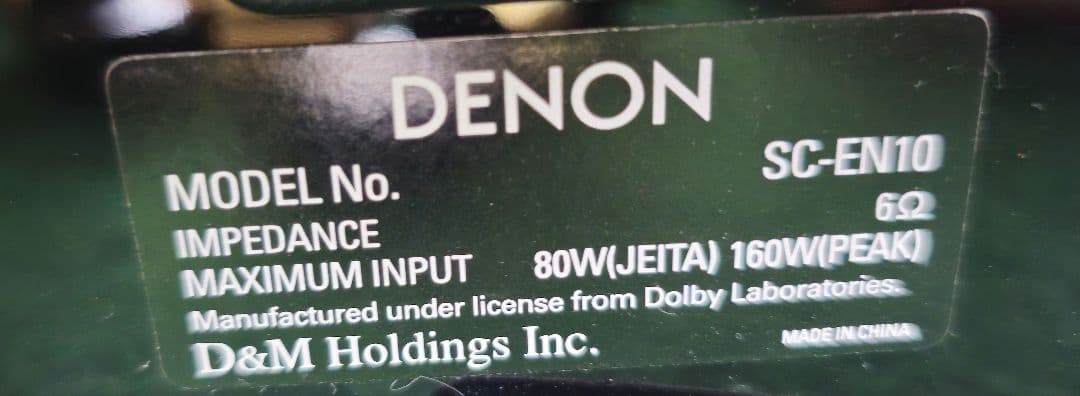 DENON
MODEL No. SC-EN10
IMPEDANCE 6Ω
MAXIMUM INPUT 80W(JEITA) 160W(PEAK)
Manufactured under license from Dolby Laboratories.
D&M Holdings Inc. MADE IN CHINA